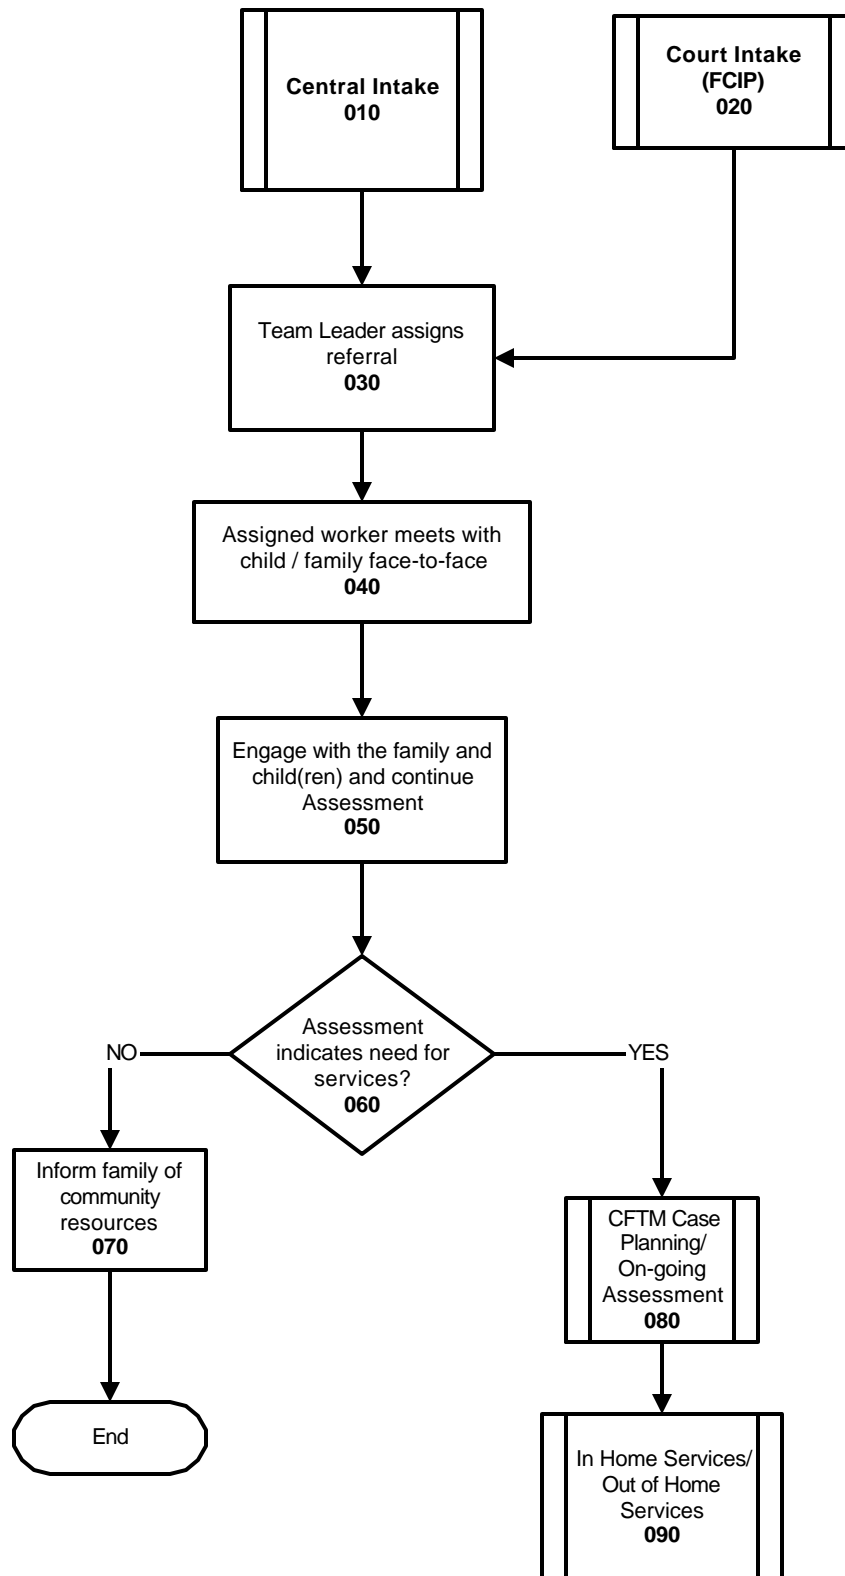 Central Intake
010
Court Intake
(FCIP)
020
Team Leader assigns
referral
030
Assigned worker meets with
child / family face-to-face
040
Engage with the family and
child(ren) and continue
Assessment
050
Assessment
indicates need for
services?
060
NO
YES
Inform family of
community
resources
070
CFTM Case
Planning/
On-going
Assessment
080
End
In Home Services/
Out of Home
Services
090